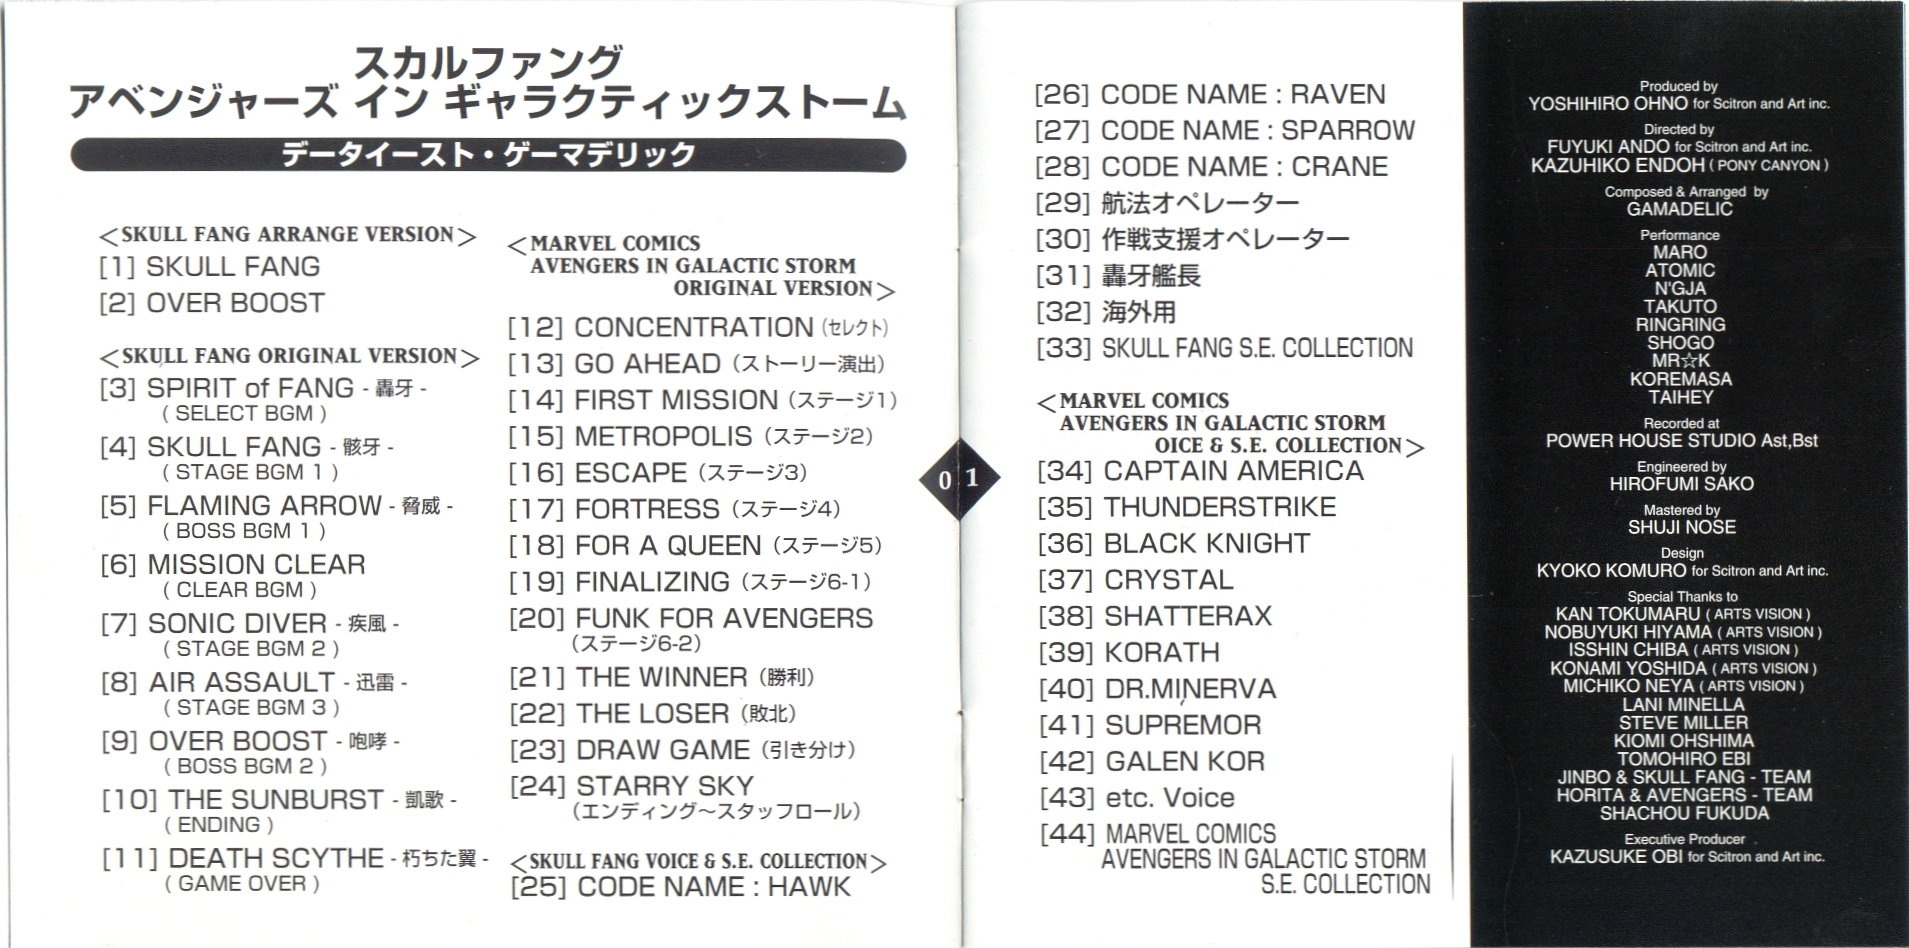 スカルファング
アベンジャーズ イン ギャラクティックストーム
データイースト・ゲーマデリック
<SKULL FANG ARRANGE VERSION>
[1] SKULL FANG
[2] OVER BOOST
<SKULL FANG ORIGINAL VERSION>
[3] SPIRIT of FANG - 轟牙 -
( SELECT BGM )
[4] SKULL FANG - 骸牙 -
( STAGE BGM 1 )
[5] FLAMING ARROW - 脅威 -
( BOSS BGM 1 )
[6] MISSION CLEAR
( CLEAR BGM )
[7] SONIC DIVER - 疾風 -
( STAGE BGM 2 )
[8] AIR ASSAULT - 迅雷 -
( STAGE BGM 3 )
[9] OVER BOOST - 咆哮 -
( BOSS BGM 2 )
[10] THE SUNBURST - 凱歌 -
( ENDING )
[11] DEATH SCYTHE - 朽ちた翼 -
( GAME OVER )
<MARVEL COMICS
AVENGERS IN GALACTIC STORM
ORIGINAL VERSION>
[12] CONCENTRATION (セレクト)
[13] GO AHEAD (ストーリー演出)
[14] FIRST MISSION (ステージ1)
[15] METROPOLIS (ステージ2)
[16] ESCAPE (ステージ3)
[17] FORTRESS (ステージ4)
[18] FOR A QUEEN (ステージ5)
[19] FINALIZING (ステージ6-1)
[20] FUNK FOR AVENGERS
(ステージ6-2)
[21] THE WINNER (勝利)
[22] THE LOSER (敗北)
[23] DRAW GAME (引き分け)
[24] STARRY SKY
(エンディング～スタッフロール)
<SKULL FANG VOICE & S.E. COLLECTION>
[25] CODE NAME : HAWK
0 1
[26] CODE NAME : RAVEN
[27] CODE NAME : SPARROW
[28] CODE NAME : CRANE
[29] 航法オペレーター
[30] 作戦支援オペレーター
[31] 轟牙艦長
[32] 海外用
[33] SKULL FANG S.E. COLLECTION
<MARVEL COMICS
AVENGERS IN GALACTIC STORM
OICE & S.E. COLLECTION>
[34] CAPTAIN AMERICA
[35] THUNDERSTRIKE
[36] BLACK KNIGHT
[37] CRYSTAL
[38] SHATTERAX
[39] KORATH
[40] DR.MINERVA
[41] SUPREMOR
[42] GALEN KOR
[43] etc. Voice
[44] MARVEL COMICS
AVENGERS IN GALACTIC STORM
S.E. COLLECTION
Produced by
YOSHIHIRO OHNO for Scitron and Art inc.
Directed by
FUYUKI ANDO for Scitron and Art inc.
KAZUHIKO ENDOH ( PONY CANYON )
Composed & Arranged by
GAMADELIC
Performance
MARO
ATOMIC
N'GJA
TAKUTO
RINGRING
SHOGO
MR☆K
KOREMASA
TAIHEY
Recorded at
POWER HOUSE STUDIO Ast,Bst
Engineered by
HIROFUMI SAKO
Mastered by
SHUJI NOSE
Design
KYOKO KOMURO for Scitron and Art inc.
Special Thanks to
KAN TOKUMARU ( ARTS VISION )
NOBUYUKI HIYAMA ( ARTS VISION )
ISSHIN CHIBA ( ARTS VISION )
KONAMI YOSHIDA ( ARTS VISION )
MICHIKO NEYA ( ARTS VISION )
LANI MINELLA
STEVE MILLER
KIOMI OHSHIMA
TOMOHIRO EBI
JINBO & SKULL FANG - TEAM
HORITA & AVENGERS - TEAM
SHACHOU FUKUDA
Executive Producer
KAZUSUKE OBI for Scitron and Art inc.